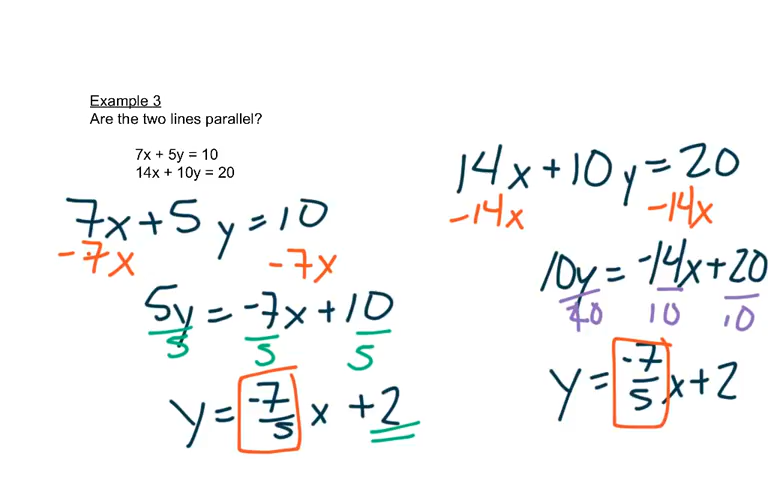 Example 3
Are the two lines parallel?
7x + 5y = 10
14x + 10y = 20
7x+5y=10
-7x -7x
5y = -7x + 10
5 5 5
y = -7/5 x + 2
14x+10y=20
-14x -14x
10y = -14x+20
10 10 10
y = -7/5 x+2